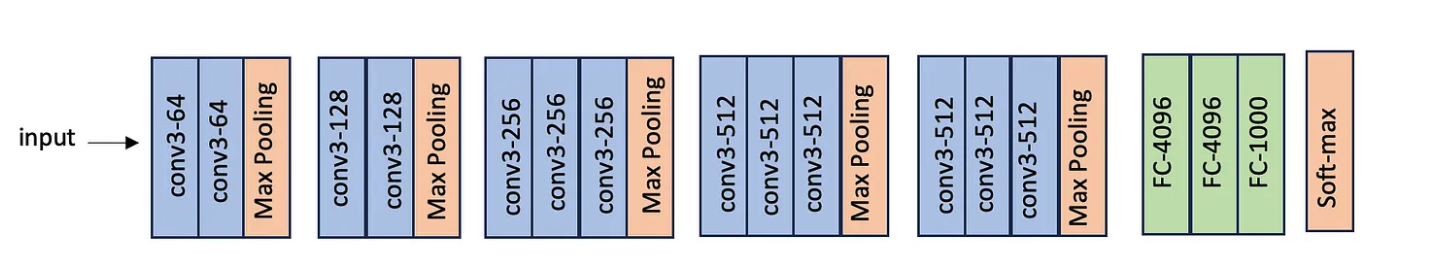 input
conv3-64
conv3-64
Max Pooling
conv3-128
conv3-128
Max Pooling
conv3-256
conv3-256
conv3-256
Max Pooling
conv3-512
conv3-512
conv3-512
Max Pooling
conv3-512
conv3-512
conv3-512
Max Pooling
FC-4096
FC-4096
FC-1000
Soft-max